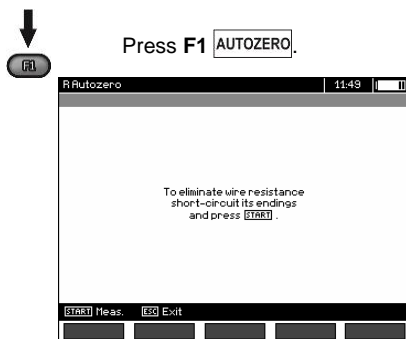 Press F1 AUTOZERO.
F1
R Autozero 11:49
To eliminate wire resistance
short-circuit its endings
and press START .
START Meas. ESC Exit